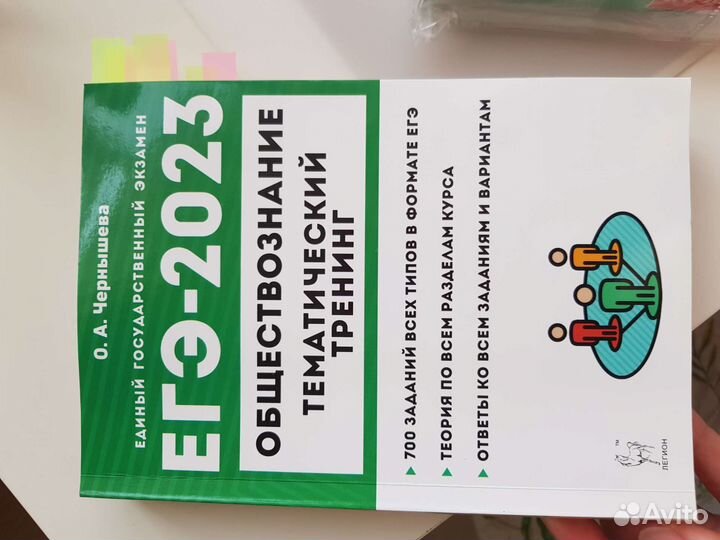 О. А. Чернышева
ЕДИНЫЙ ГОСУДАРСТВЕННЫЙ ЭКЗАМЕН
ЕГЭ-2023
ОБЩЕСТВОЗНАНИЕ
ТЕМАТИЧЕСКИЙ
ТРЕНИНГ
700 ЗАДАНИЙ ВСЕХ ТИПОВ В ФОРМАТЕ ЕГЭ
ТЕОРИЯ ПО ВСЕМ РАЗДЕЛАМ КУРСА
ОТВЕТЫ КО ВСЕМ ЗАДАНИЯМ И ВАРИАНТАМ
TM
ЛЕГИОН
Avito